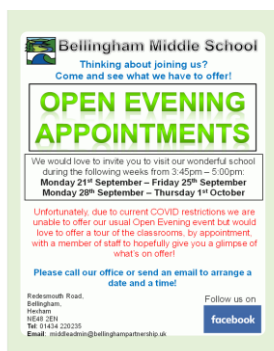 Bellingham Middle School
Thinking about joining us?
Come and see what we have to offer!
OPEN EVENING
APPOINTMENTS
We would love to invite you to visit our wonderful school
during the following weeks from 3:45pm – 5:00pm:
Monday 21st September – Friday 25th September
Monday 28th September – Thursday 1st October
Unfortunately, due to current COVID restrictions we are
unable to offer our usual Open Evening event but would
love to offer a tour of the classrooms, by appointment,
with a member of staff to hopefully give you a glimpse of
what's on offer!
Please call our office or send an email to arrange a
date and a time!
Redesmouth Road,
Bellingham,
Hexham
NE48 2EN
Tel: 01434 220235
Email: middleadmin@bellinghampartnership.uk
Follow us on
facebook